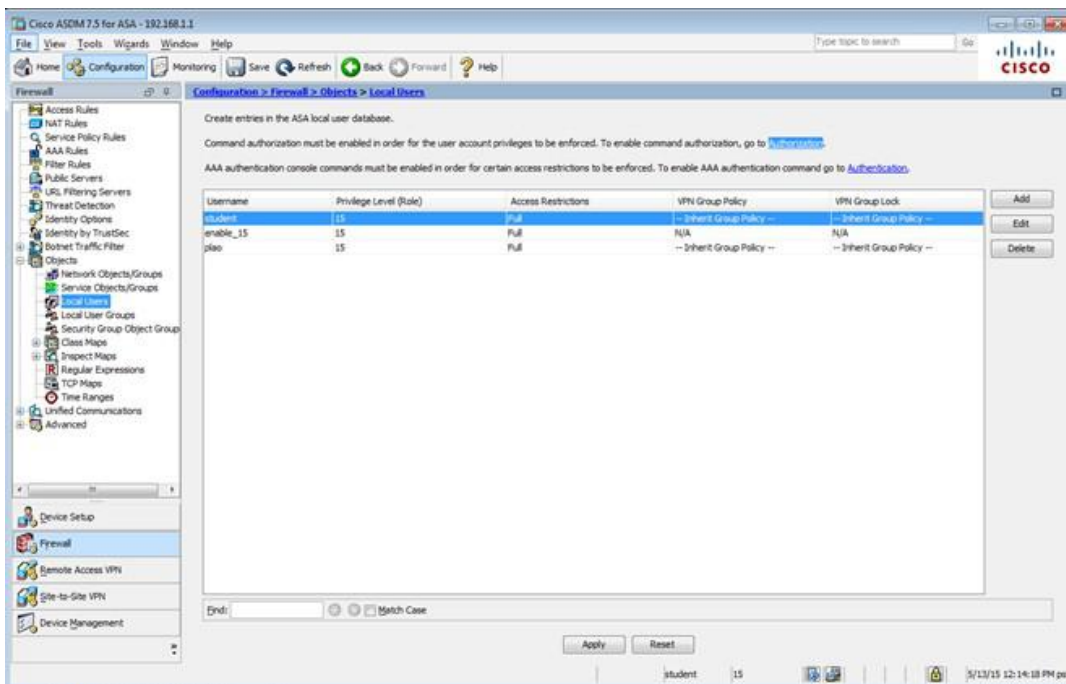 Cisco ASDM 7.5 for ASA - 192.168.1.1
File View Tools Wizards Window Help
Type topic to search Go
Home Configuration Monitoring Save Refresh Back Forward Help
CISCO
Firewall
Configuration > Firewall > Objects > Local Users
Access Rules
NAT Rules
Service Policy Rules
AAA Rules
Filter Rules
Public Servers
URL Filtering Servers
Threat Detection
Identity Options
Identity by TrustSec
Botnet Traffic Filter
Objects
Network Objects/Groups
Service Objects/Groups
Local Users
Local User Groups
Security Group Object Group
Class Maps
Inspect Maps
Regular Expressions
TCP Maps
Time Ranges
Unified Communications
Advanced
Device Setup
Firewall
Remote Access VPN
Site-to-Site VPN
Device Management
Create entries in the ASA local user database.
Command authorization must be enabled in order for the user account privileges to be enforced. To enable command authorization, go to Authorization.
AAA authentication console commands must be enabled in order for certain access restrictions to be enforced. To enable AAA authentication command go to Authentication.
Username Privilege Level (Role) Access Restrictions VPN Group Policy VPN Group Lock
student 15 Full -- Inherit Group Policy -- -- Inherit Group Policy --
enable_15 15 Full N/A N/A
plao 15 Full -- Inherit Group Policy -- -- Inherit Group Policy --
Add
Edit
Delete
Find: Match Case
Apply Reset
student 15 5/13/15 12:14:18 PM